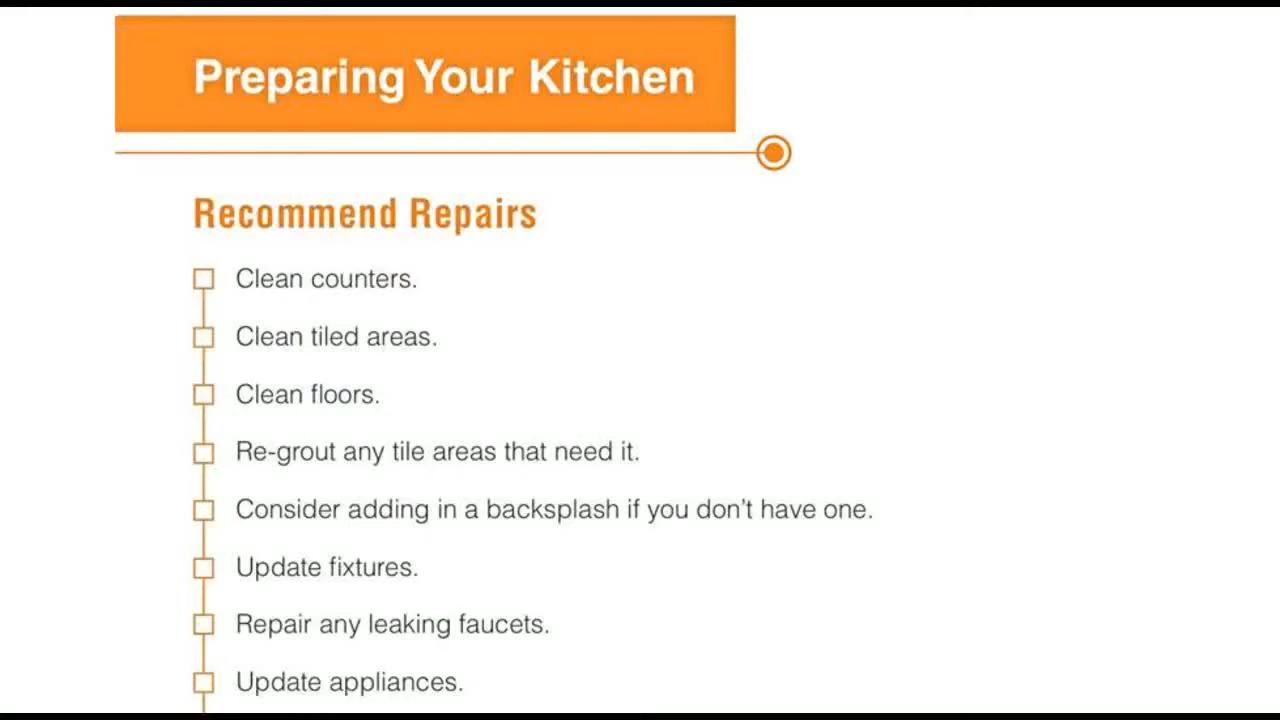 Preparing Your Kitchen
Recommend Repairs
Clean counters.
Clean tiled areas.
Clean floors.
Re-grout any tile areas that need it.
Consider adding in a backsplash if you don’t have one.
Update fixtures.
Repair any leaking faucets.
Update appliances.